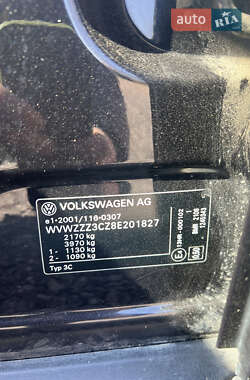 AUTO RIA
VOLKSWAGEN AG
e1-2001/116-0307
WVWZZZ3CZ8E201827
2170 kg
3970 kg
1 - 1130 kg
2 - 1090 kg
Typ 3C